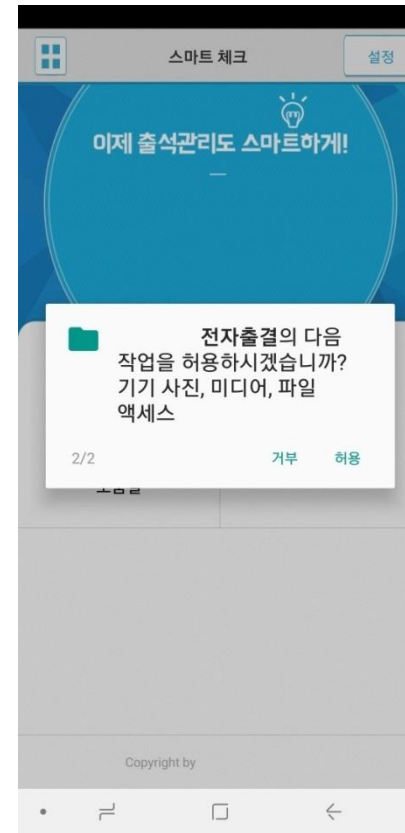 스마트 체크
설정
이제 출석관리도 스마트하게!
전자출결의 다음
작업을 허용하시겠습니까?
기기 사진, 미디어, 파일
액세스
2/2
거부
허용
Copyright by